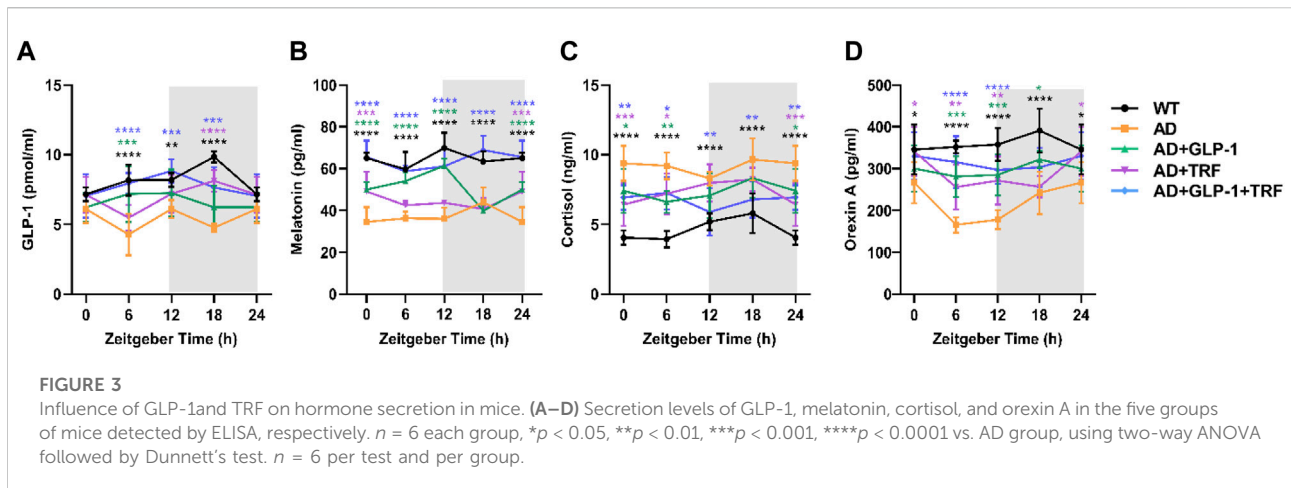 A B C D
15 100 15 500
**** **** ** * * **** **** *
*** **** *** **** *** *** * * ** ** * * ** ** *
**** *** **** **** **** **** *** * ** ** *** *** **** *
**** ** **** **** **** **** **** **** **** **** **** **** **** **** * **** **** *
10 80 10 400
60 300
5 40 5 200
20 100
0 0 0 0
GLP-1 (pmol/ml) Melatonin (pg/ml) Cortisol (ng/ml) Orexin A (pg/ml)
0 6 12 18 24 0 6 12 18 24 0 6 12 18 24 0 6 12 18 24
Zeitgeber Time (h) Zeitgeber Time (h) Zeitgeber Time (h) Zeitgeber Time (h)
WT
AD
AD+GLP-1
AD+TRF
AD+GLP-1+TRF
FIGURE 3
Influence of GLP-1and TRF on hormone secretion in mice. (A–D) Secretion levels of GLP-1, melatonin, cortisol, and orexin A in the five groups
of mice detected by ELISA, respectively. n = 6 each group, *p < 0.05, **p < 0.01, ***p < 0.001, ****p < 0.0001 vs. AD group, using two-way ANOVA
followed by Dunnett’s test. n = 6 per test and per group.